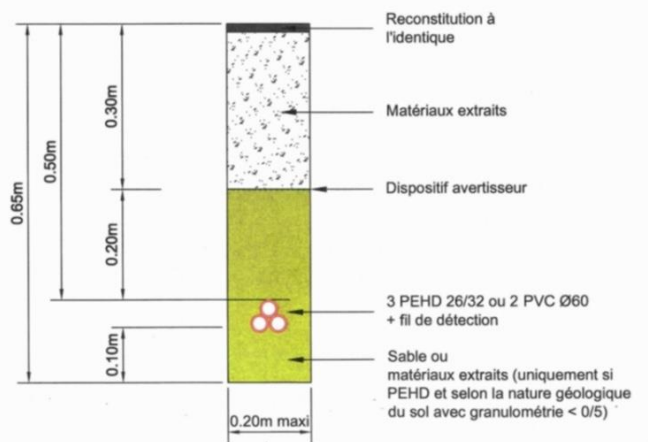 Reconstitution à
l'identique
Matériaux extraits
Dispositif avertisseur
3 PEHD 26/32 ou 2 PVC Ø60
+ fil de détection
Sable ou
matériaux extraits (uniquement si
PEHD et selon la nature géologique
du sol avec granulométrie < 0/5)
0.65m
0.50m
0.30m
0.20m
0.10m
0.20m maxi